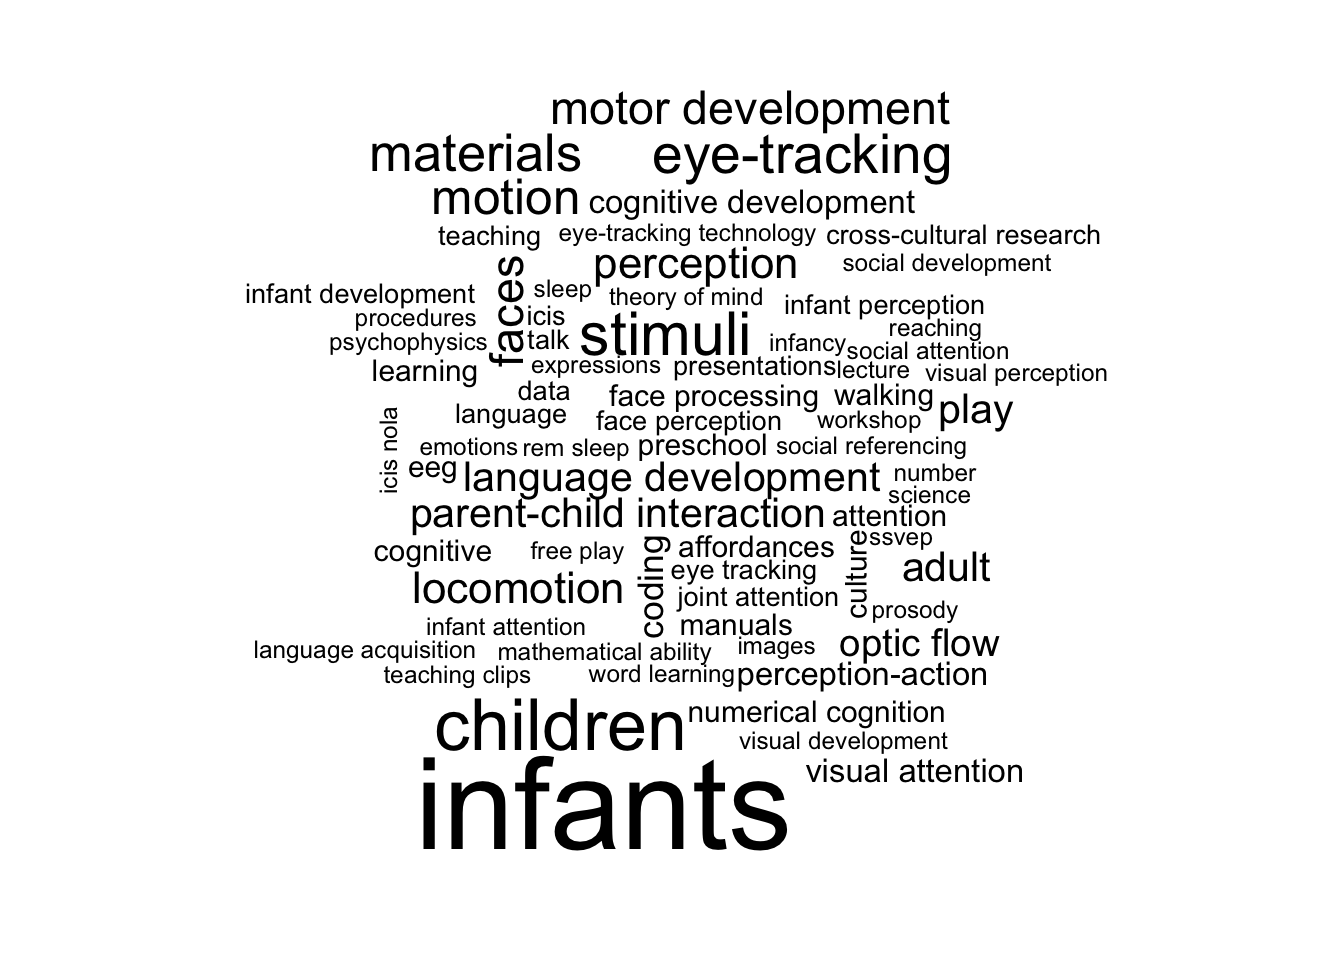 motor development
materials
eye-tracking
motion
cognitive development
teaching
eye-tracking technology
cross-cultural research
faces
perception
social development
infant development
sleep
theory of mind
infant perception
procedures
icis
stimuli
reaching
psychophysics
talk
infancy
social attention
learning
expressions
presentations
lecture
visual perception
data
face processing
walking
play
language
face perception
workshop
icis nola
emotions
rem sleep
preschool
social referencing
eeg
language development
number
science
parent-child interaction
attention
cognitive
free play
coding
affordances
culture
ssvep
locomotion
eye tracking
adult
joint attention
prosody
infant attention
manuals
language acquisition
mathematical ability
images
optic flow
teaching clips
word learning
perception-action
children
numerical cognition
visual development
infants
visual attention